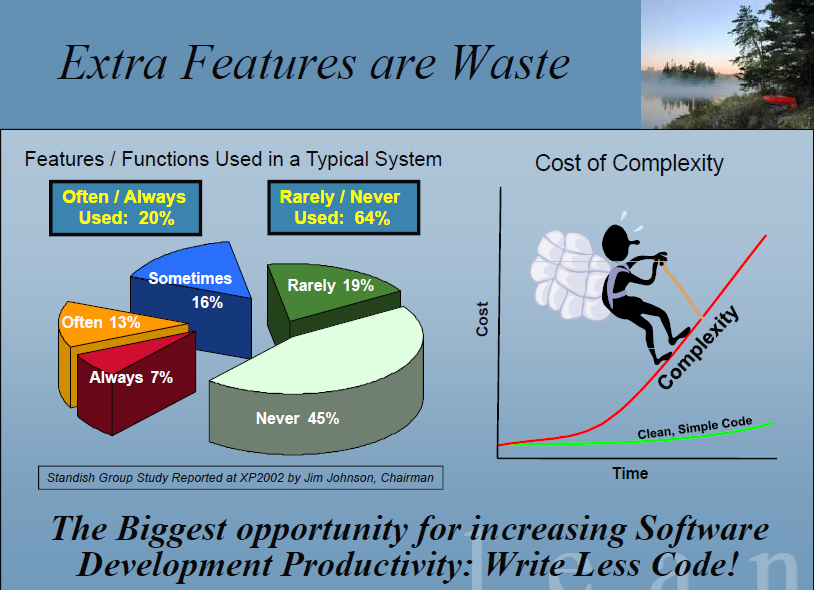 Extra Features are Waste
Features / Functions Used in a Typical System
Often / Always
Used: 20%
Rarely / Never
Used: 64%
Sometimes
16%
Rarely 19%
Often 13%
Always 7%
Never 45%
Standish Group Study Reported at XP2002 by Jim Johnson, Chairman
Cost of Complexity
Cost
Complexity
Clean, Simple Code
Time
The Biggest opportunity for increasing Software
Development Productivity: Write Less Code!
lean